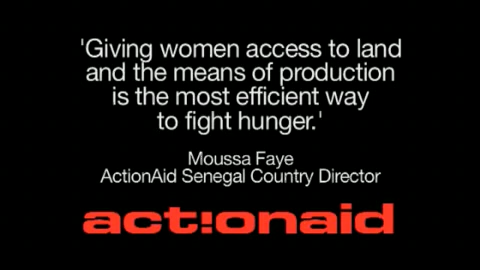 'Giving women access to land
and the means of production
is the most efficient way
to fight hunger.'
Moussa Faye
ActionAid Senegal Country Director
act!onaid